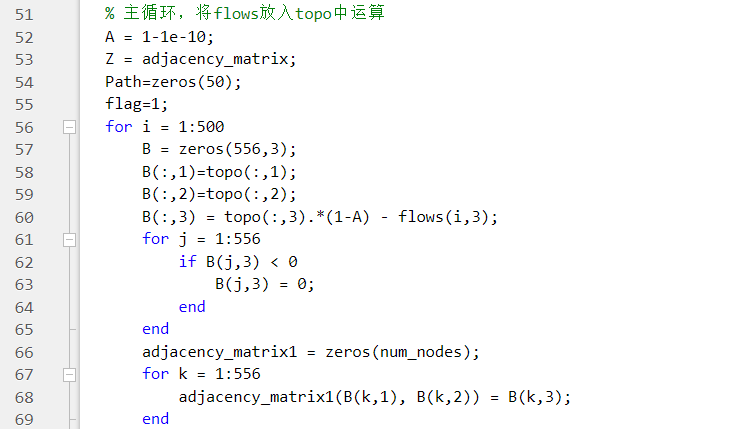 51 % 主循环，将flows放入topo中运算
52 A = 1-1e-10;
53 Z = adjacency_matrix;
54 Path=zeros(50);
55 flag=1;
56 for i = 1:500
57 B = zeros(556,3);
58 B(:,1)=topo(:,1);
59 B(:,2)=topo(:,2);
60 B(:,3) = topo(:,3).*(1-A) - flows(i,3);
61 for j = 1:556
62 if B(j,3) < 0
63 B(j,3) = 0;
64 end
65 end
66 adjacency_matrix1 = zeros(num_nodes);
67 for k = 1:556
68 adjacency_matrix1(B(k,1), B(k,2)) = B(k,3);
69 end